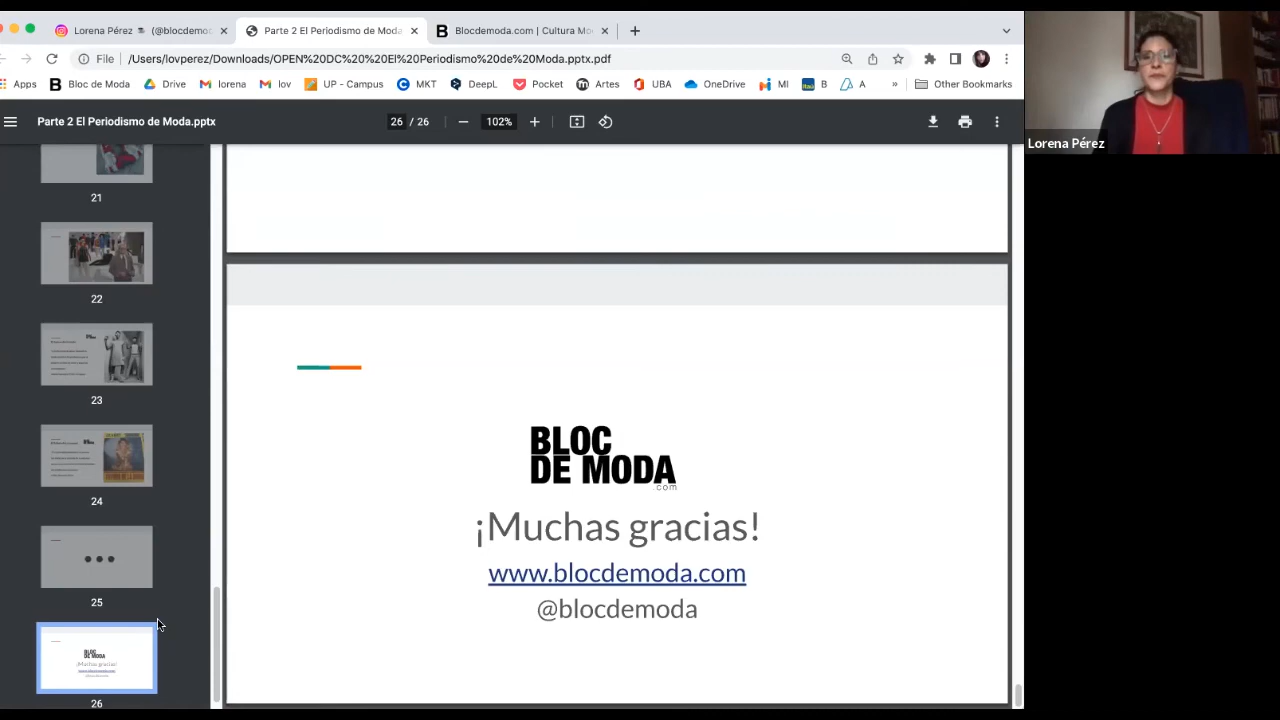 Lorena Pérez (@blocdemo
Parte 2 El Periodismo de Moda
Blocdemoda.com | Cultura Mo
File
/Users/lovperez/Downloads/OPEN%20DC%20%20El%20Periodismo%20de%20Moda.pptx.pdf
Apps
Bloc de Moda
Drive
lorena
lov
UP - Campus
MKT
DeepL
Pocket
Artes
UBA
OneDrive
MI
B
A
»
Other Bookmarks
Parte 2 El Periodismo de Moda.pptx
26 / 26
102%
Lorena Pérez
21
22
23
24
25
26
BLOC
DE MODA
com
¡Muchas gracias!
www.blocdemoda.com
@blocdemoda